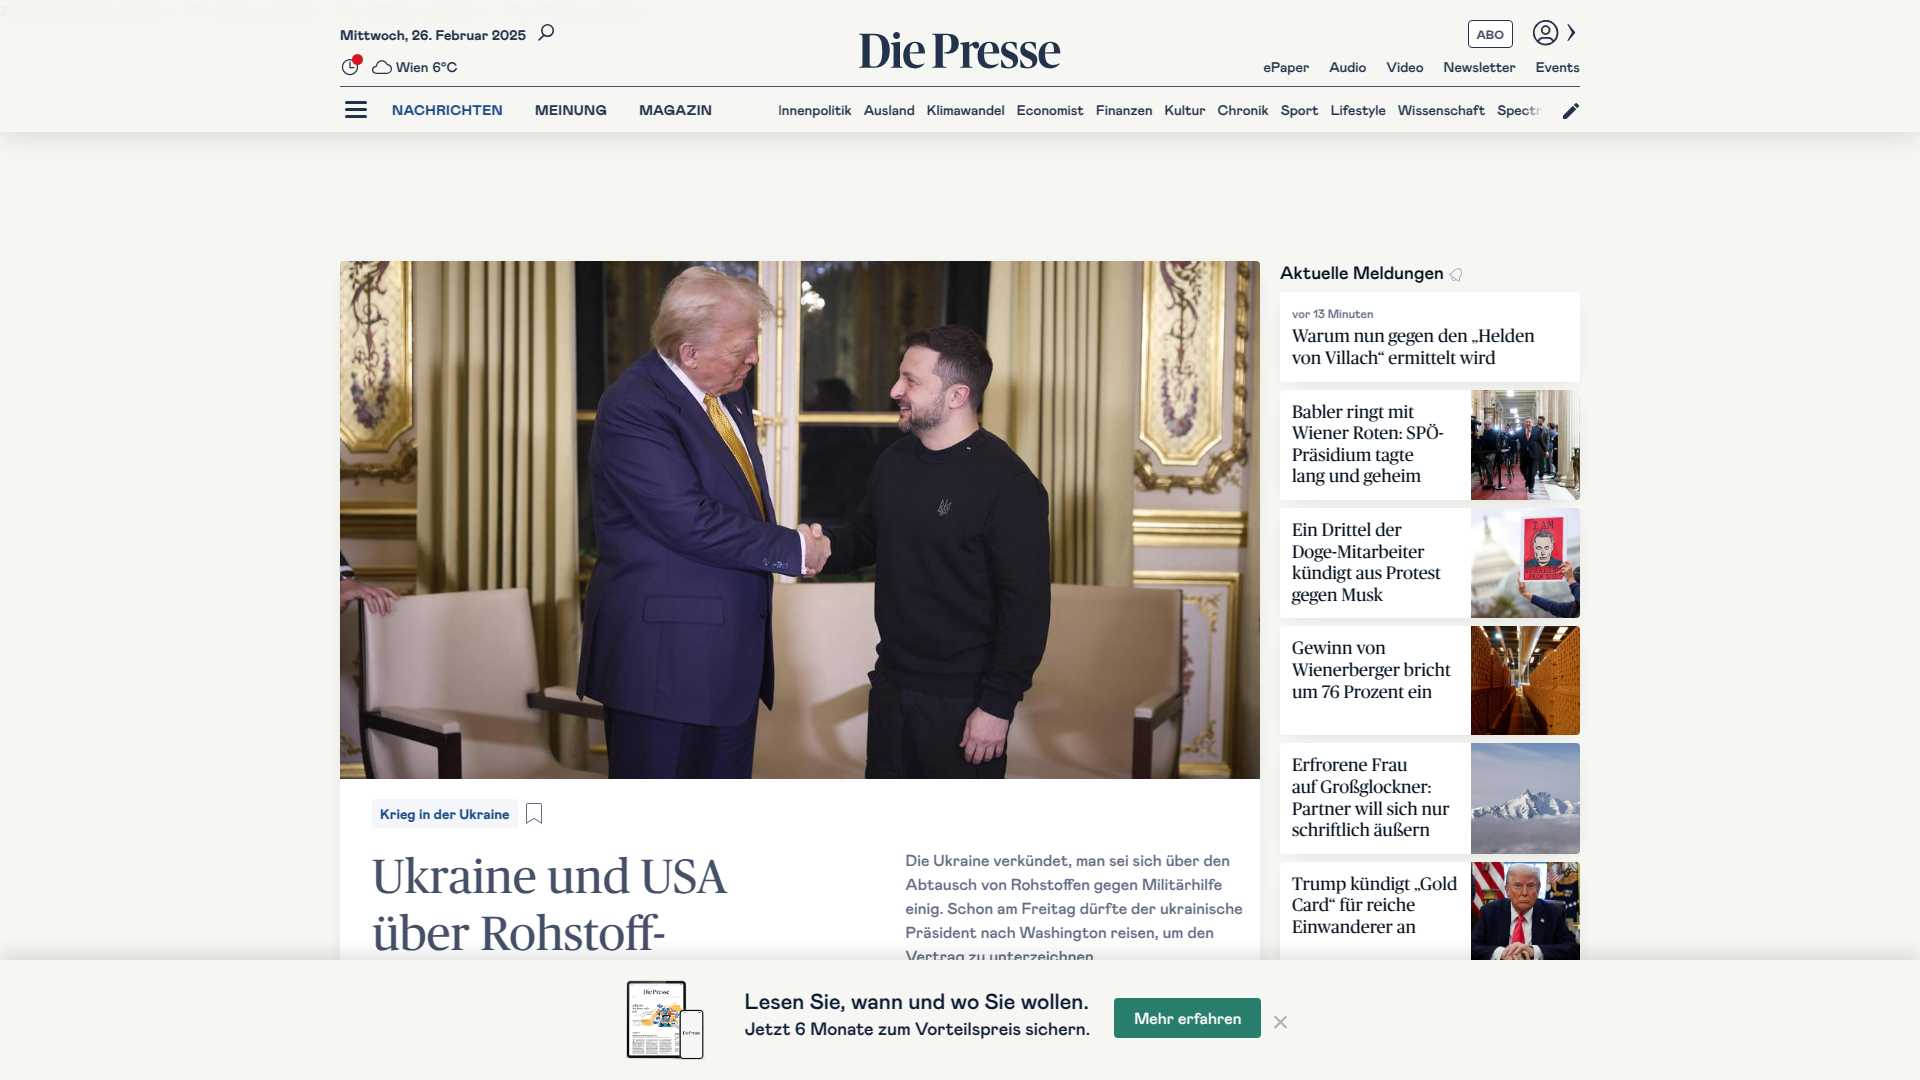 Mittwoch, 26. Februar 2025
Die Presse
ABO
Wien 6°C
ePaper Audio Video Newsletter Events
NACHRICHTEN MEINUNG MAGAZIN
Innenpolitik Ausland Klimawandel Economist Finanzen Kultur Chronik Sport Lifestyle Wissenschaft Spectr
Krieg in der Ukraine
Ukraine und USA
über Rohstoff-
Die Ukraine verkündet, man sei sich über den
Abtausch von Rohstoffen gegen Militärhilfe
einig. Schon am Freitag dürfte der ukrainische
Präsident nach Washington reisen, um den
Vertrag zu unterzeichnen.
Aktuelle Meldungen
vor 13 Minuten
Warum nun gegen den „Helden
von Villach“ ermittelt wird
Babler ringt mit
Wiener Roten: SPÖ-
Präsidium tagte
lang und geheim
Ein Drittel der
Doge-Mitarbeiter
kündigt aus Protest
gegen Musk
I AM
Gewinn von
Wienerberger bricht
um 76 Prozent ein
Erfrorene Frau
auf Großglockner:
Partner will sich nur
schriftlich äußern
Trump kündigt „Gold
Card“ für reiche
Einwanderer an
Die Presse
Die Presse
Lesen Sie, wann und wo Sie wollen.
Jetzt 6 Monate zum Vorteilspreis sichern.
Mehr erfahren